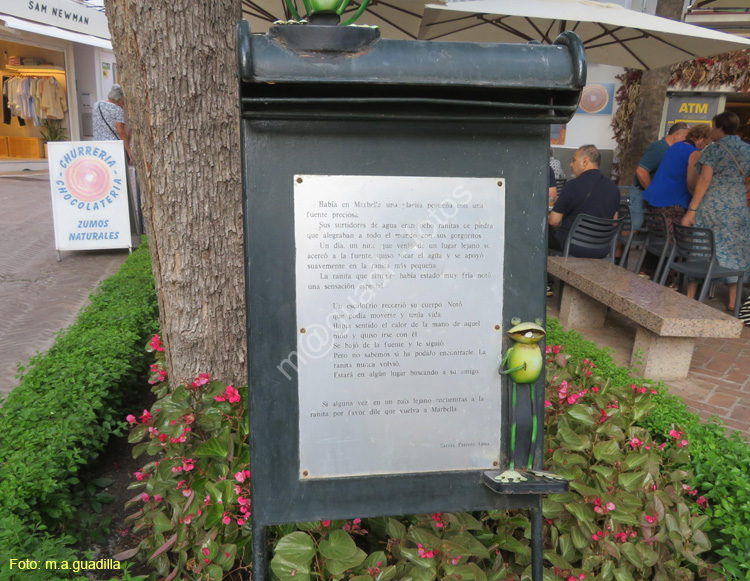 SAM NEWMAN
ATM
CHURRERIA
CHOCOLATERIA
ZUMOS
NATURALES
Había en Marbella una plaza pequeña con una
fuente preciosa.
Sus surtidores de agua eran ocho ranitas de piedra
que alegraban a todo el mundo con sus gorgoritos.
Un día, un niño que venía de un lugar lejano se
acercó a la fuente, quiso tocar el agua y se apoyó
suavemente en la ranita más pequeña.
La ranita que siempre había estado muy fría notó
una sensación especial.
Un escalofrío recorrió su cuerpo. Notó
que podía moverse y tenía vida.
Había sentido el calor de la mano de aquel
niño y quiso irse con él.
Se bajó de la fuente y le siguió.
Pero no sabemos si ha podido encontrarle. La
ranita nunca volvió.
Estará en algún lugar buscando a su amigo.
Si alguna vez en un país lejano encuentras a la
ranita por favor dile que vuelva a Marbella.
Foto: m.a.guadilla